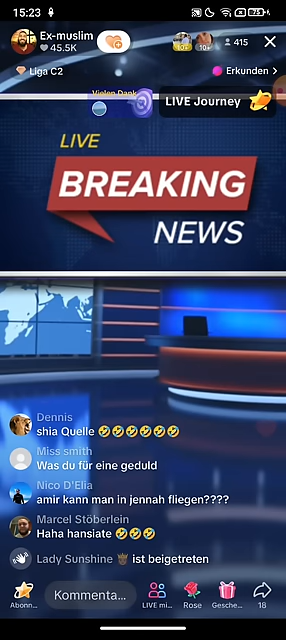 15:23
75
Ex-muslim
45.5K
10+
10+
415
Liga C2
Erkunden >
Vielen Dank
LIVE Journey
LIVE
BREAKING
NEWS
Dennis
shia Quelle 🤣🤣🤣🤣🤣🤣
Miss smith
Was du für eine geduld
Nico D'Elia
amir kann man in jennah fliegen????
Marcel Stöberlein
Haha hansiate 🤣🤣🤣
Lady Sunshine ist beigetreten
Kommenta...
Abonn...
LIVE mi...
Rose
Gesche...
18